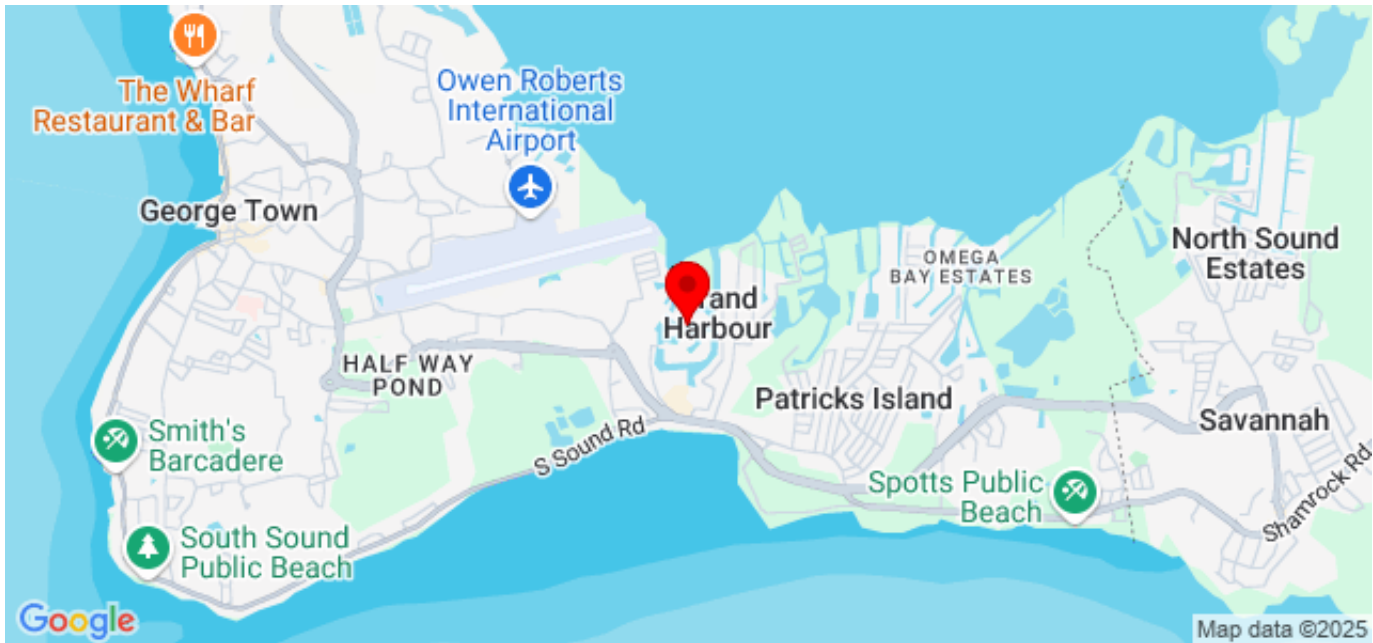 The Wharf
Restaurant & Bar
Owen Roberts
International
Airport
George Town
North Sound
Estates
OMEGA
BAY ESTATES
rand
Harbour
HALF WAY
POND
Patricks Island
Savannah
Smith's
Barcadere
S Sound Rd
Spotts Public
Beach
Shamrock Rd
South Sound
Public Beach
Google
Map data ©2025